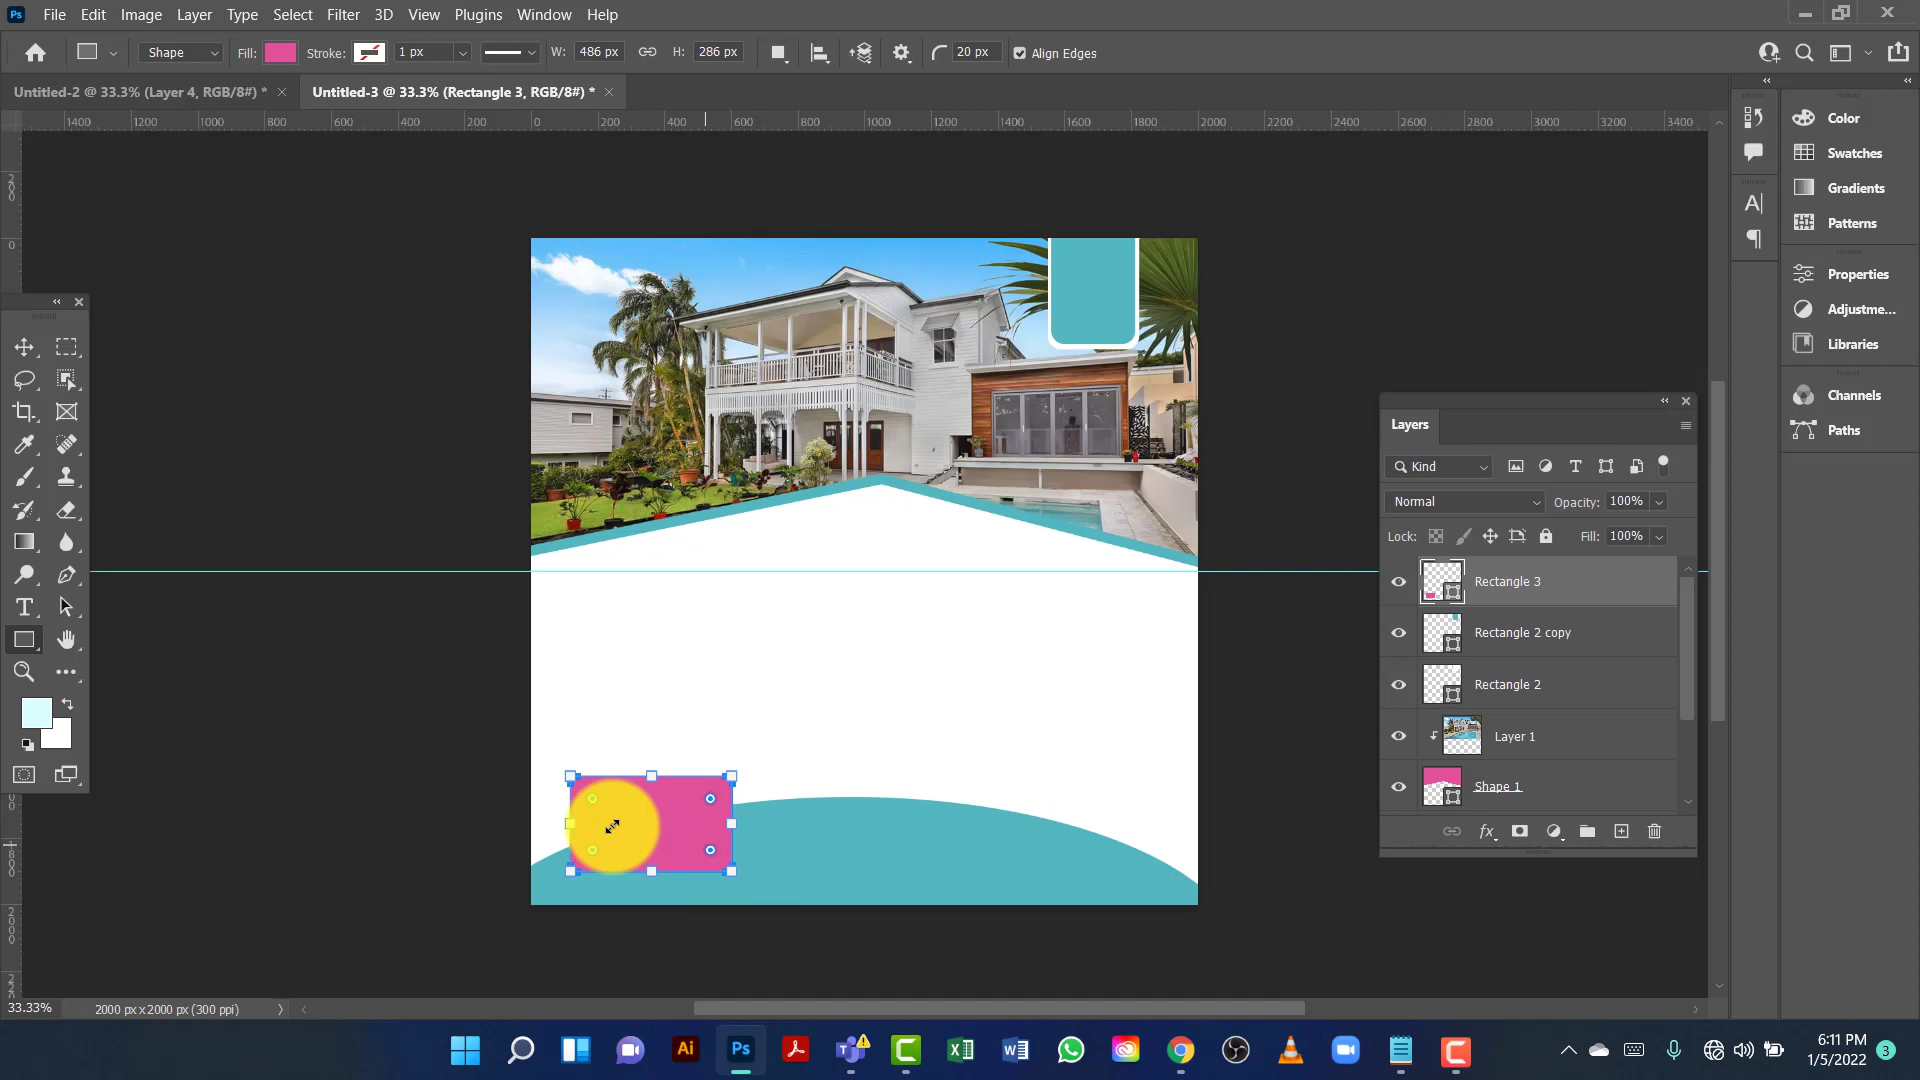 Ps File Edit Image Layer Type Select Filter 3D View Plugins Window Help
Shape Fill: Stroke: 1 px W: 486 px H: 286 px 20 px Align Edges
Untitled-2 @ 33.3% (Layer 4, RGB/8#) * Untitled-3 @ 33.3% (Rectangle 3, RGB/8#) *
1400 1200 1000 800 600 400 200 0 200 400 600 800 1000 1200 1400 1600 1800 2000 2200 2400 2600 2800 3000 3200 3400
Color
Swatches
Gradients
Patterns
Properties
Adjustme...
Libraries
Channels
Paths
Layers
Kind
Normal Opacity: 100%
Lock: Fill: 100%
Rectangle 3
Rectangle 2 copy
Rectangle 2
Layer 1
Shape 1
33.33% 2000 px x 2000 px (300 ppi)
6:11 PM
1/5/2022 3